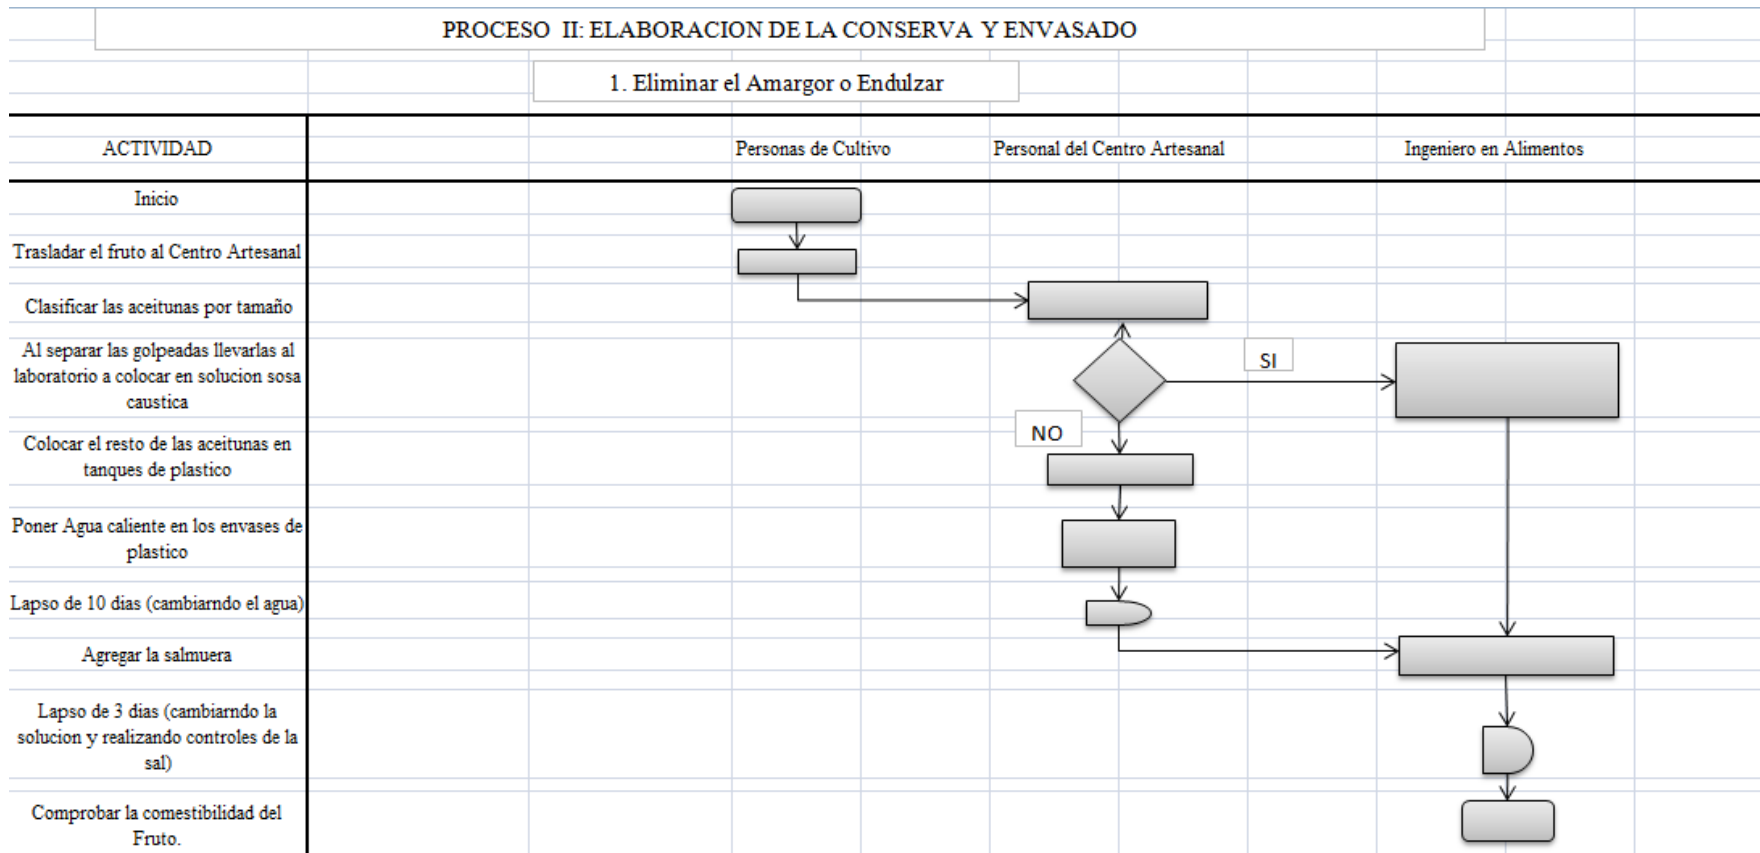 PROCESO  II: ELABORACION DE LA CONSERVA  Y ENVASADO
1. Eliminar el Amargor o Endulzar
ACTIVIDAD
Personas de Cultivo
Personal del Centro Artesanal
Ingeniero en Alimentos
Inicio
Trasladar el fruto al Centro Artesanal
Clasificar las aceitunas por tamaño
Al separar las golpeadas llevarlas al
laboratorio a colocar en solucion sosa
caustica
SI
NO
Colocar el resto de las aceitunas en
tanques de plastico
Poner Agua caliente en los envases de
plastico
Lapso de 10 dias (cambiarndo el agua)
Agregar la salmuera
Lapso de 3 dias (cambiarndo la
solucion y realizando controles de la
sal)
Comprobar la comestibilidad del
Fruto.